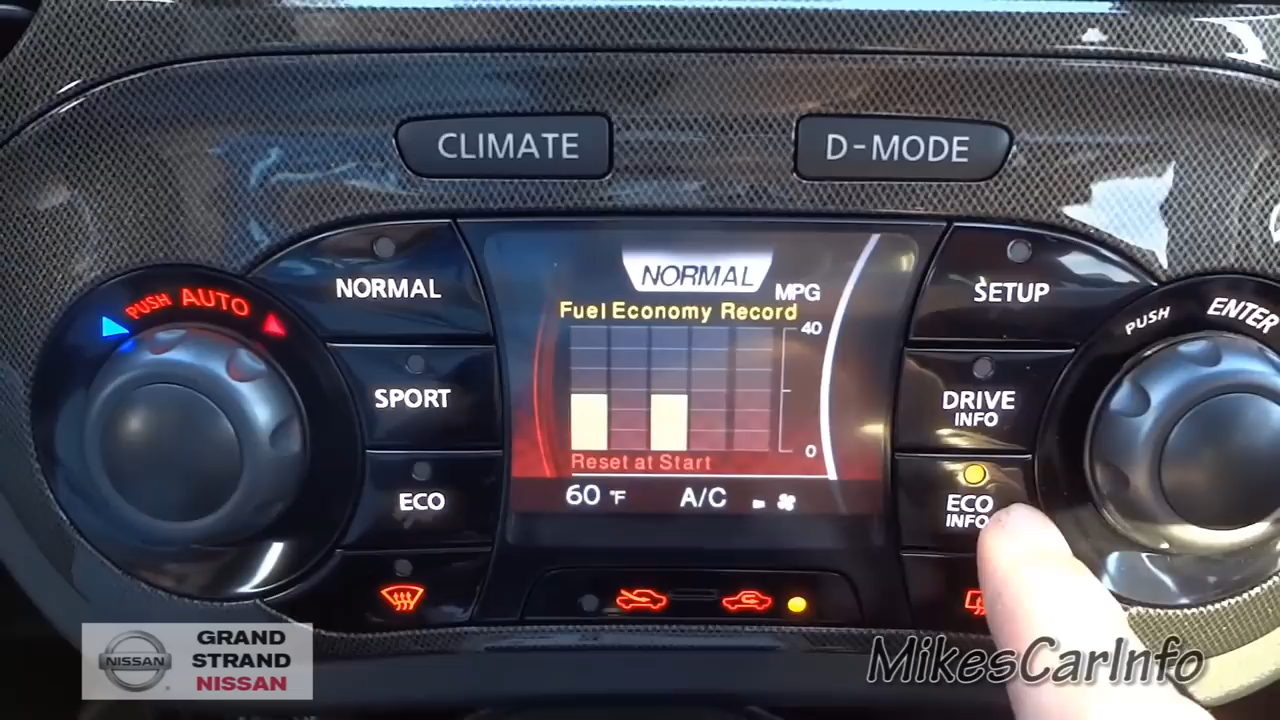 CLIMATE
D-MODE
NORMAL
SPORT
ECO
PUSH AUTO
NORMAL
MPG
Fuel Economy Record
40
0
Reset at Start
60 °F A/C
SETUP
DRIVE
INFO
ECO
INFO
PUSH ENTER
NISSAN
GRAND
STRAND
NISSAN
MikesCarInfo